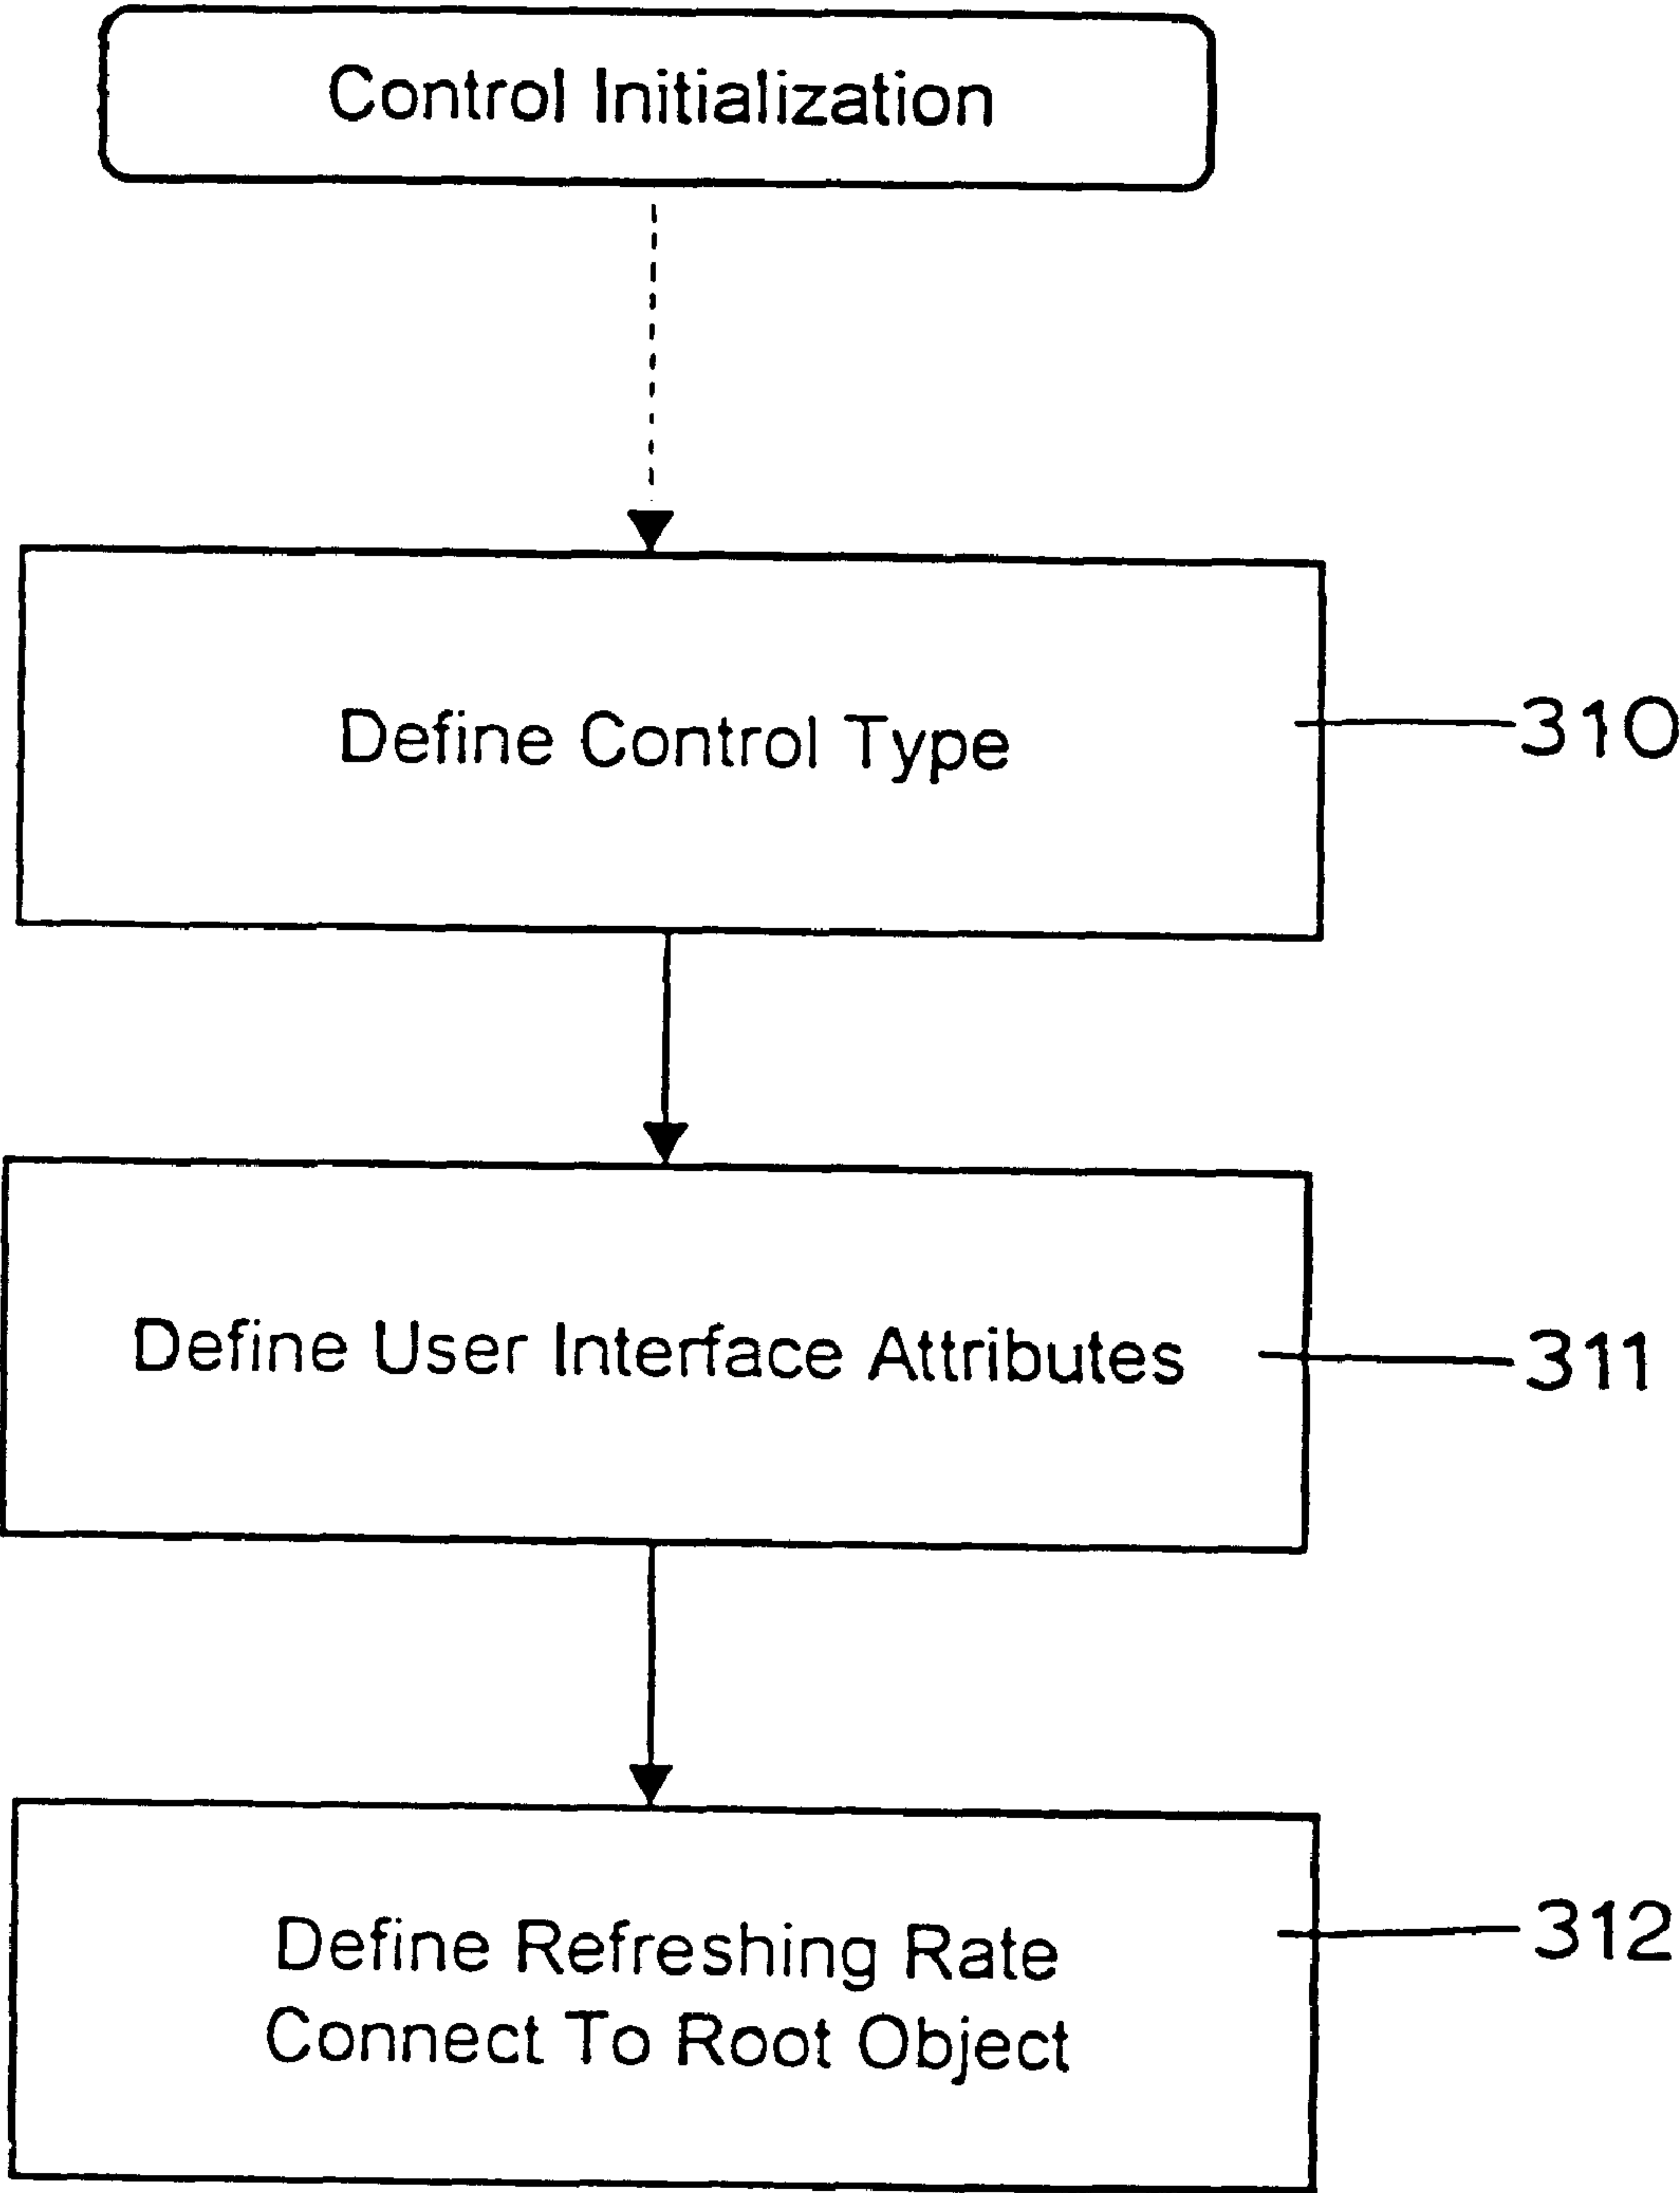 Control Initialization
Define Control Type
310
Define User Interface Attributes
311
Define Refreshing Rate
Connect To Root Object
312